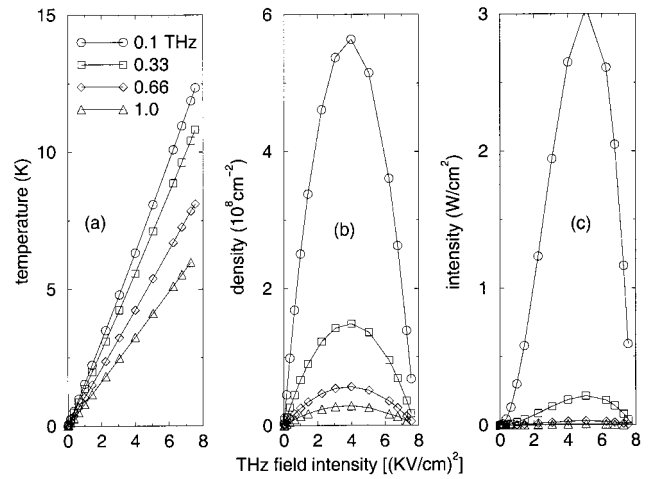 temperature (K)
15
10
5
0
0.1 THz
0.33
0.66
1.0
(a)
0 2 4 6 8
density (10⁸cm⁻²)
6
4
2
0
(b)
0 2 4 6 8
intensity (W/cm²)
3
2
1
0
(c)
0 2 4 6 8
THz field intensity [(KV/cm)²]